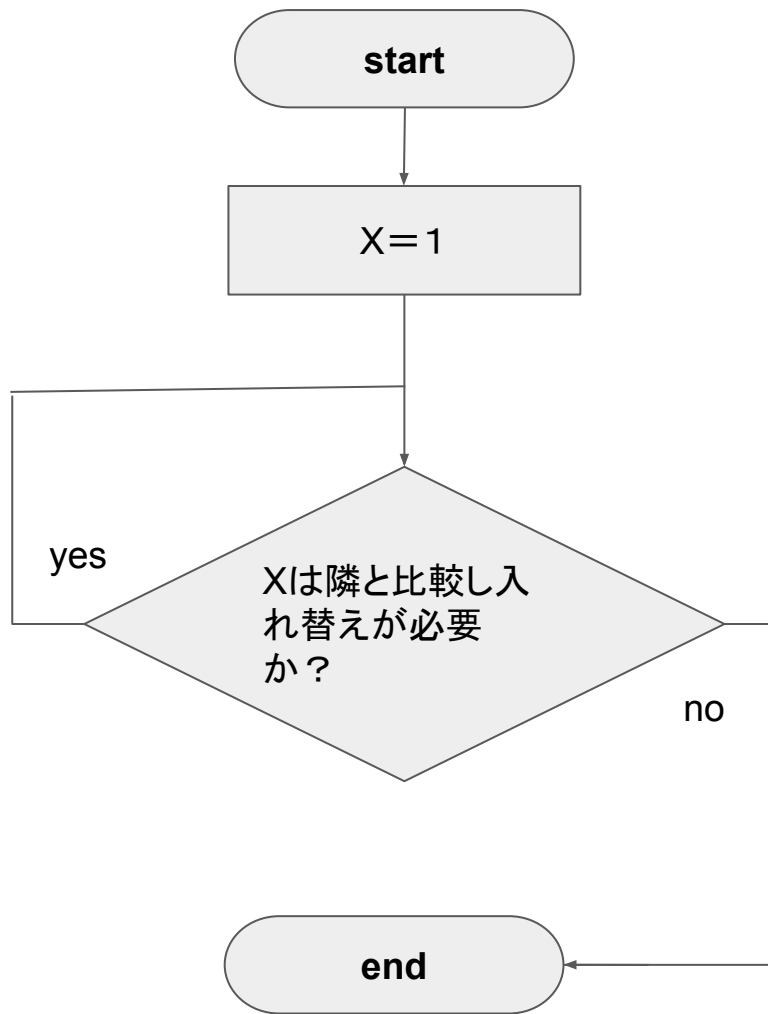 start
X＝1
yes
Xは隣と比較し入
れ替えが必要
か？
no
end